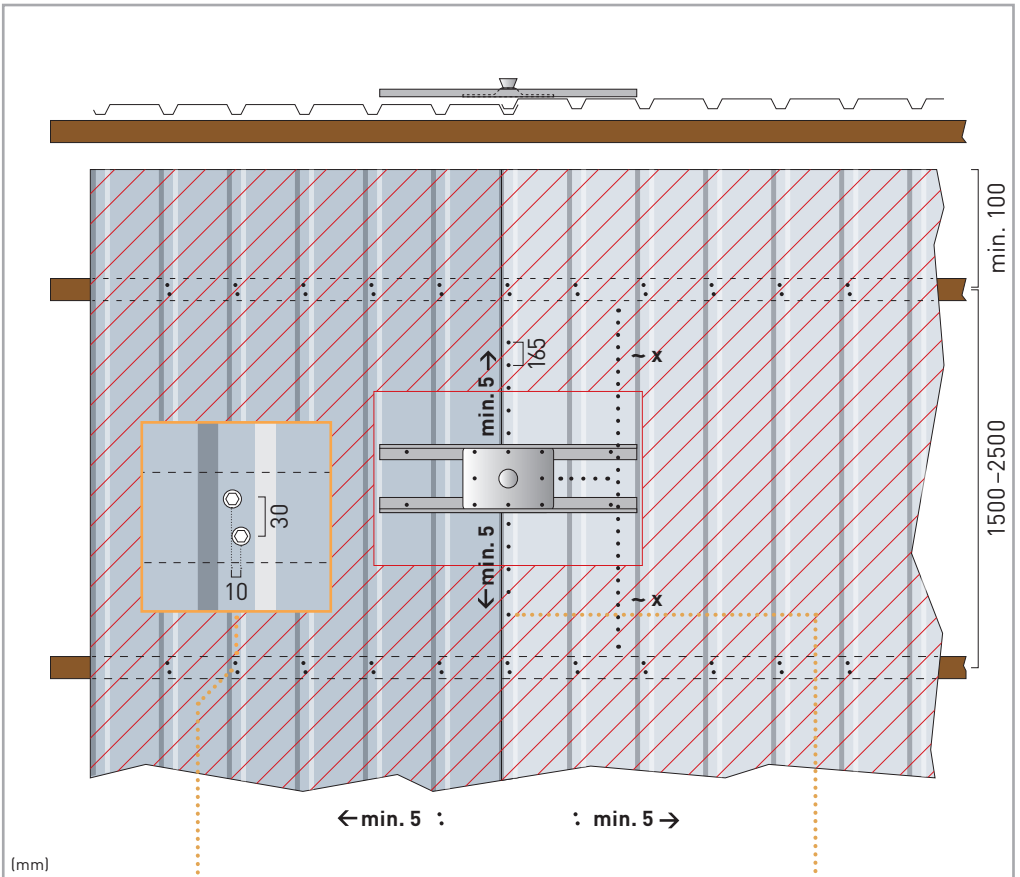 min. 100
~ x
165
min. 5 →
1500–2500
30
10
← min. 5
~ x
← min. 5 :
: min. 5 →
(mm)